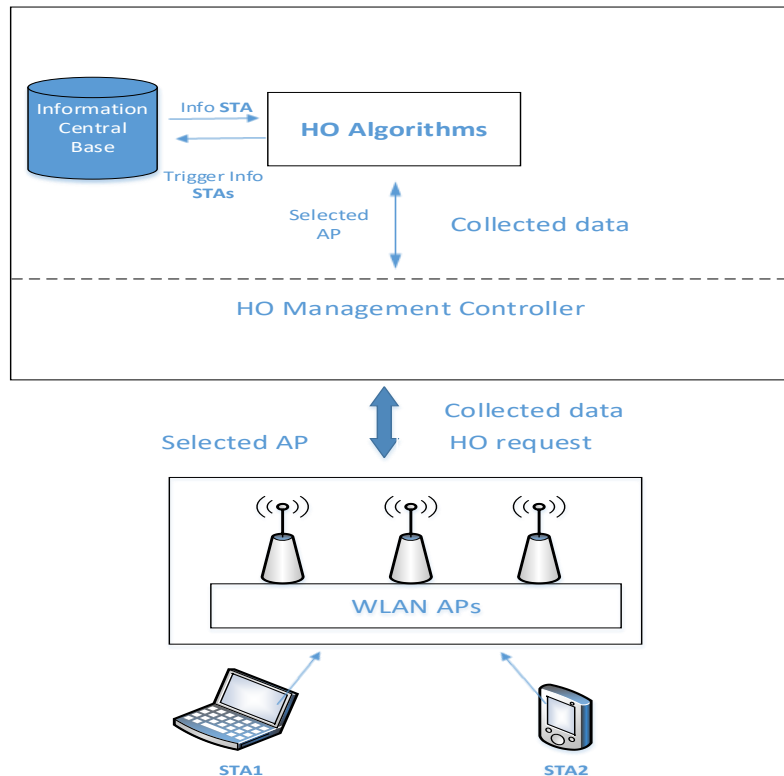 Information
Central
Base
Info STA
HO Algorithms
Trigger Info
STAs
Selected
AP
Collected data
HO Management Controller
Collected data
Selected AP
HO request
WLAN APs
STA1
STA2